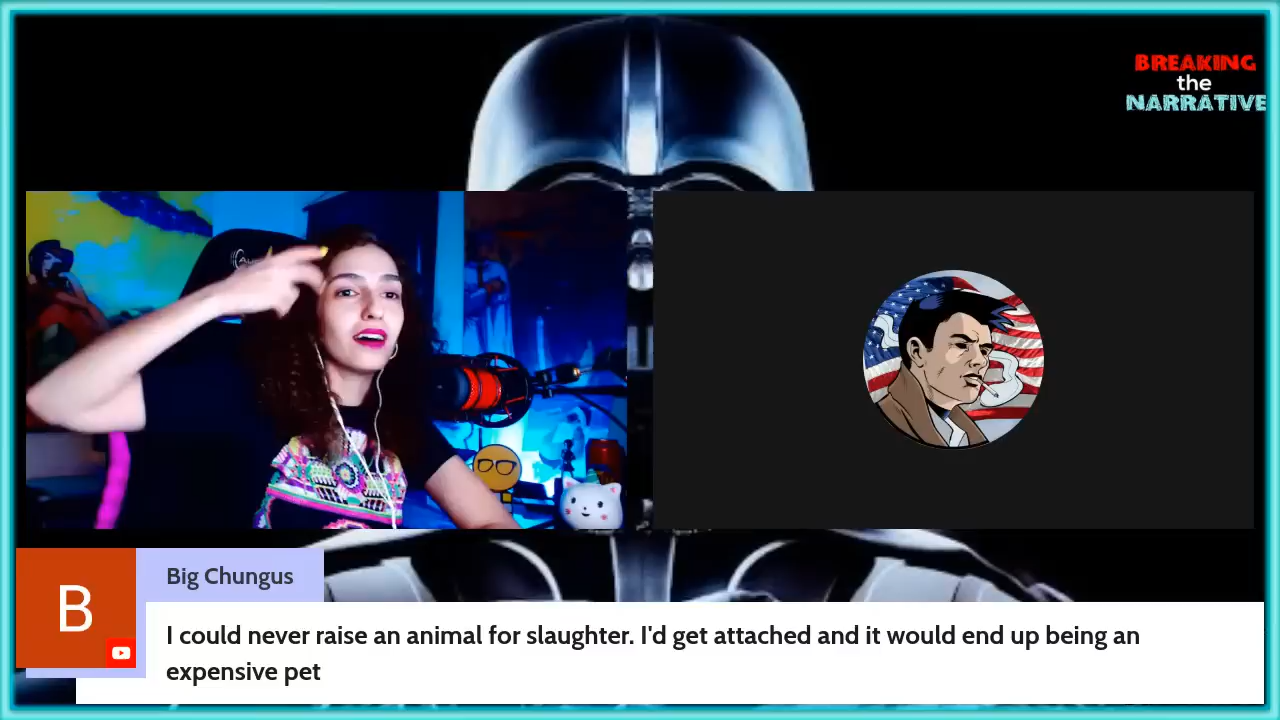 BREAKING
the
NARRATIVE
B
Big Chungus
I could never raise an animal for slaughter. I'd get attached and it would end up being an
expensive pet